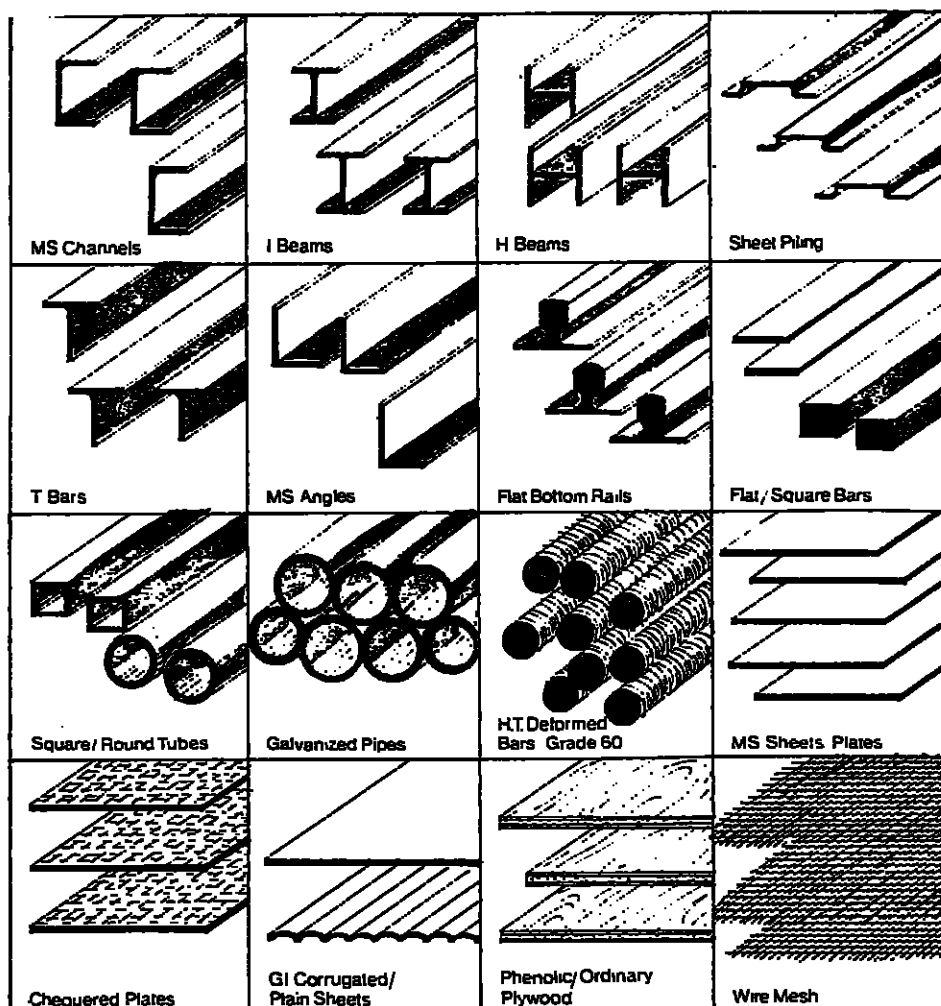 MS Channels
I Beams
H Beams
Sheet Piling
T Bars
MS Angles
Flat Bottom Rails
Flat/Square Bars
Square/Round Tubes
Galvanized Pipes
H.T. Deformed
Bars Grade 60
MS Sheets Plates
Chequered Plates
GI Corrugated/
Plain Sheets
Phenolic/Ordinary
Plywood
Wire Mesh